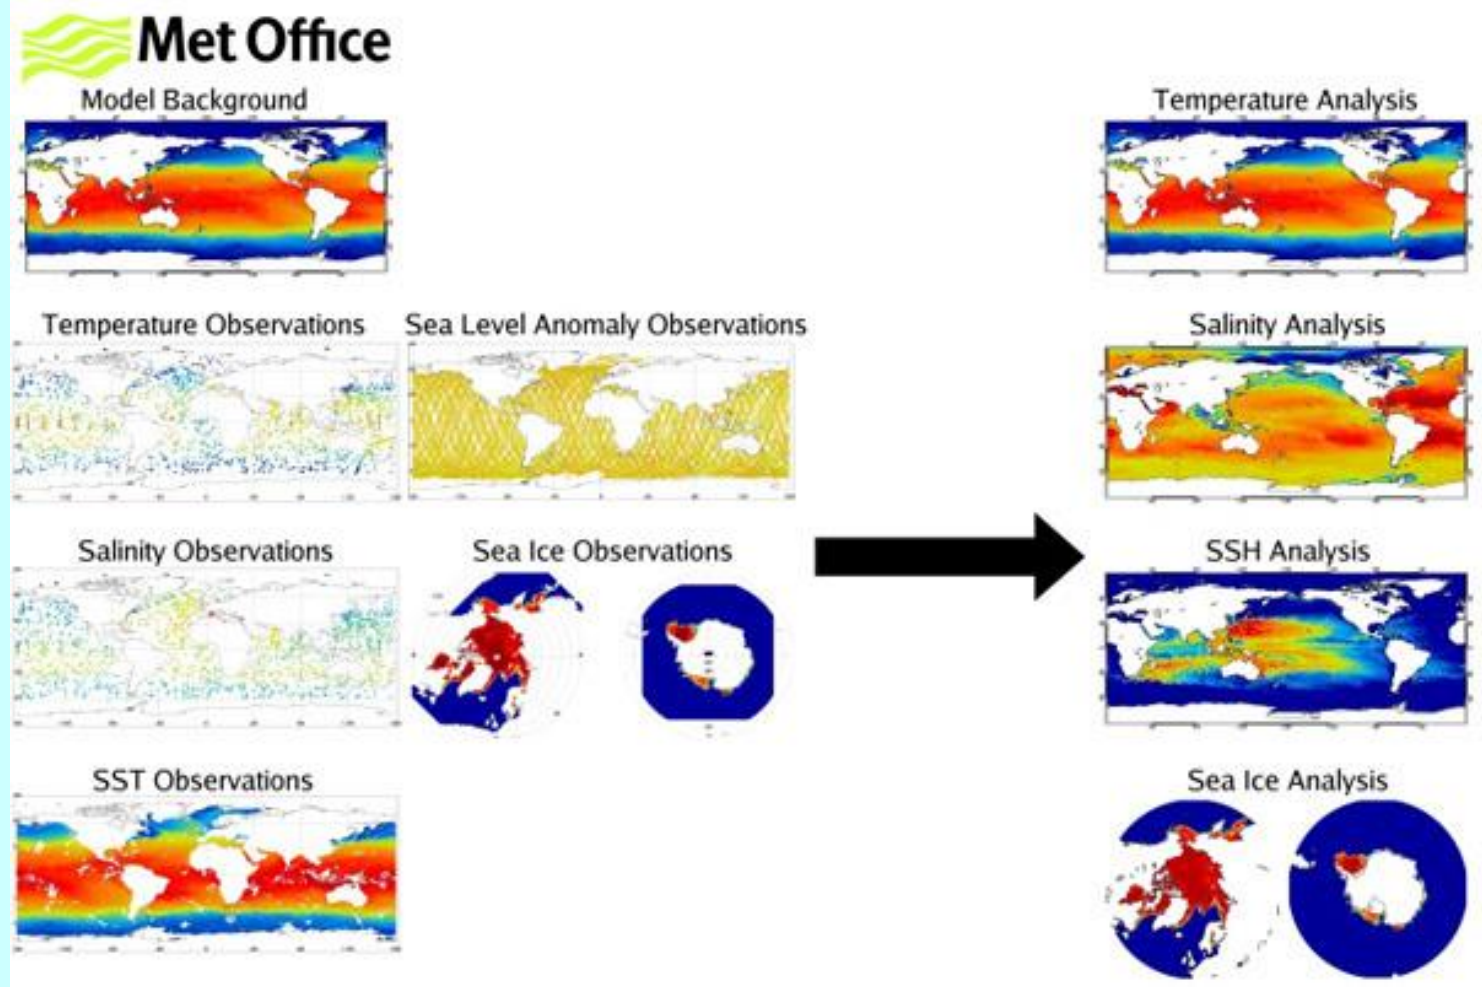 Met Office
Model Background
Temperature Analysis
Temperature Observations
Sea Level Anomaly Observations
Salinity Analysis
Salinity Observations
Sea Ice Observations
SSH Analysis
SST Observations
Sea Ice Analysis